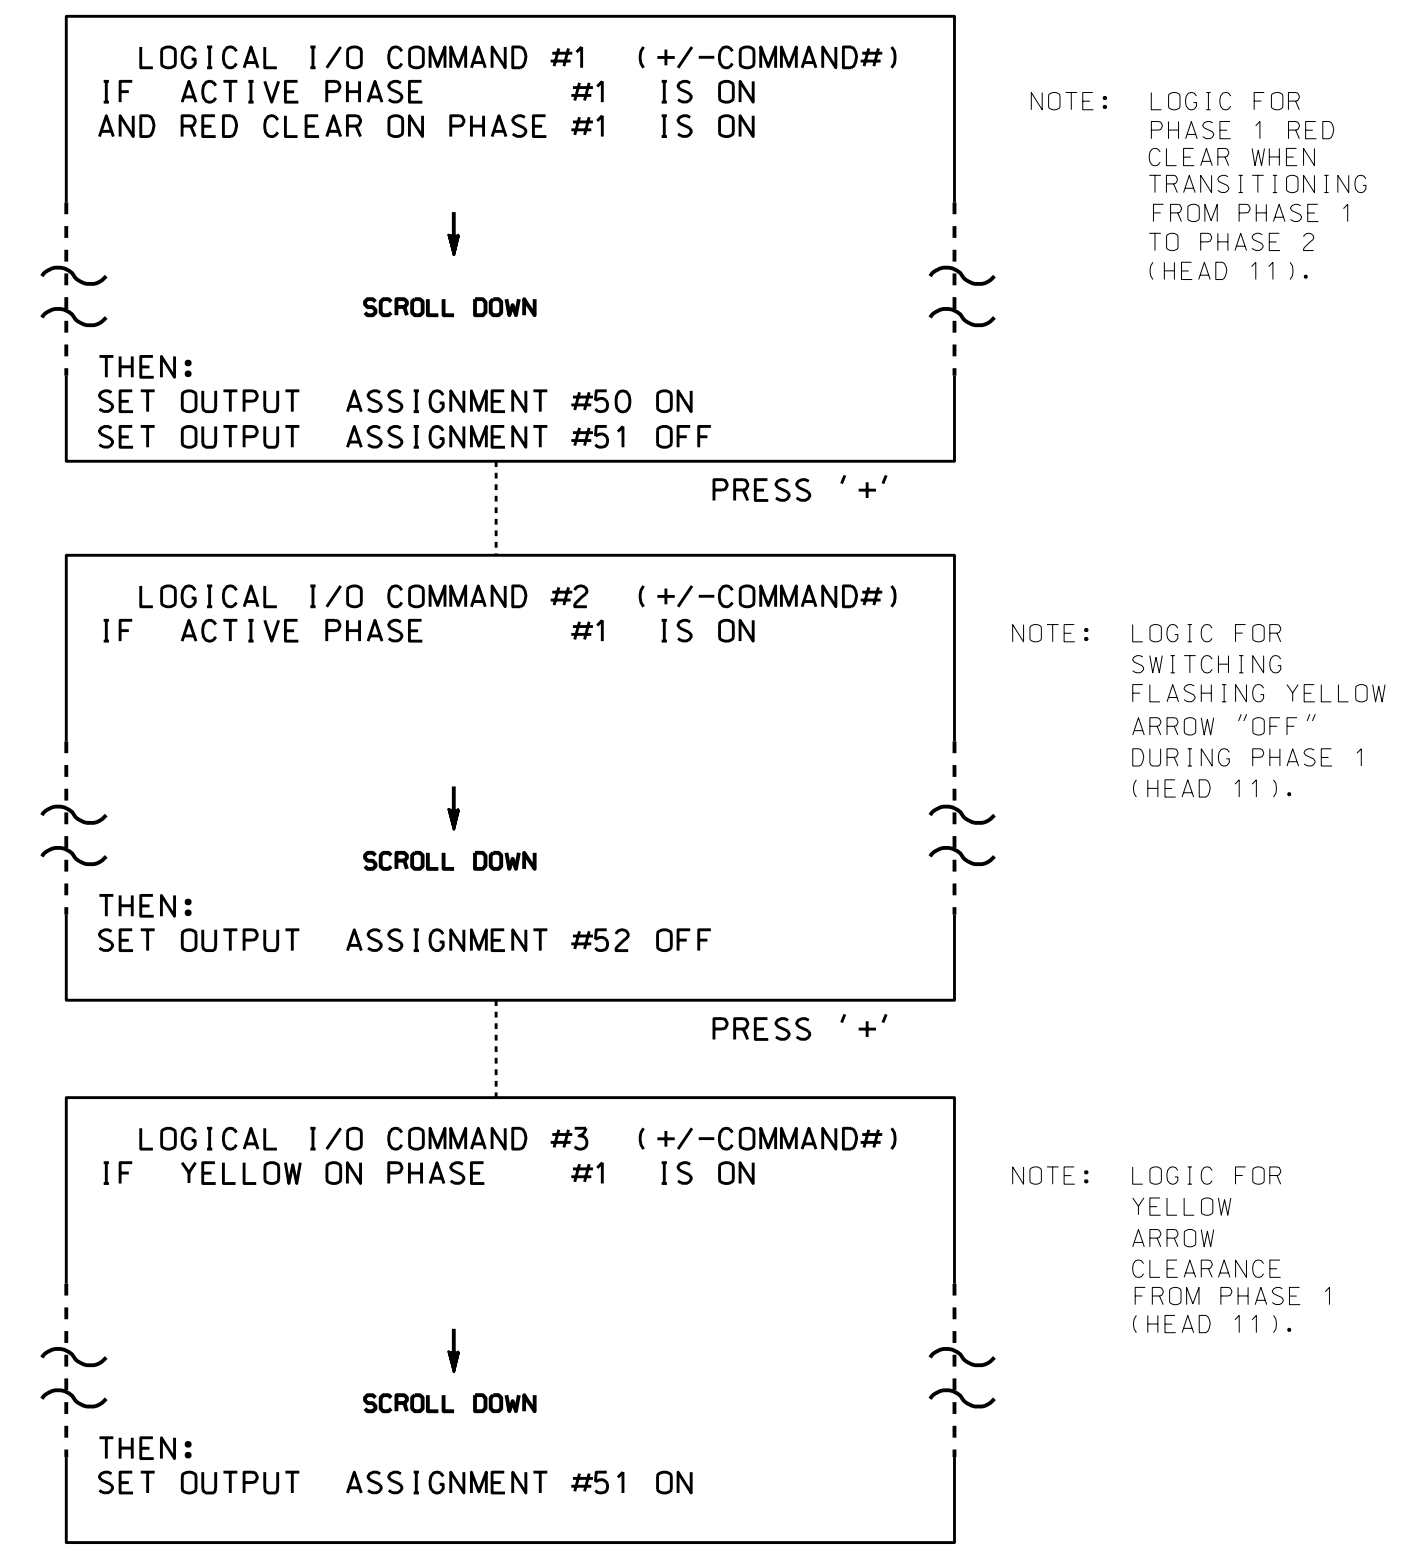 LOGICAL I/O COMMAND #1 (+/-COMMAND#)
IF ACTIVE PHASE #1 IS ON
AND RED CLEAR ON PHASE #1 IS ON
SCROLL DOWN
THEN:
SET OUTPUT ASSIGNMENT #50 ON
SET OUTPUT ASSIGNMENT #51 OFF
NOTE: LOGIC FOR
PHASE 1 RED
CLEAR WHEN
TRANSITIONING
FROM PHASE 1
TO PHASE 2
(HEAD 11).
PRESS '+'
LOGICAL I/O COMMAND #2 (+/-COMMAND#)
IF ACTIVE PHASE #1 IS ON
SCROLL DOWN
THEN:
SET OUTPUT ASSIGNMENT #52 OFF
NOTE: LOGIC FOR
SWITCHING
FLASHING YELLOW
ARROW "OFF"
DURING PHASE 1
(HEAD 11).
PRESS '+'
LOGICAL I/O COMMAND #3 (+/-COMMAND#)
IF YELLOW ON PHASE #1 IS ON
SCROLL DOWN
THEN:
SET OUTPUT ASSIGNMENT #51 ON
NOTE: LOGIC FOR
YELLOW
ARROW
CLEARANCE
FROM PHASE 1
(HEAD 11).